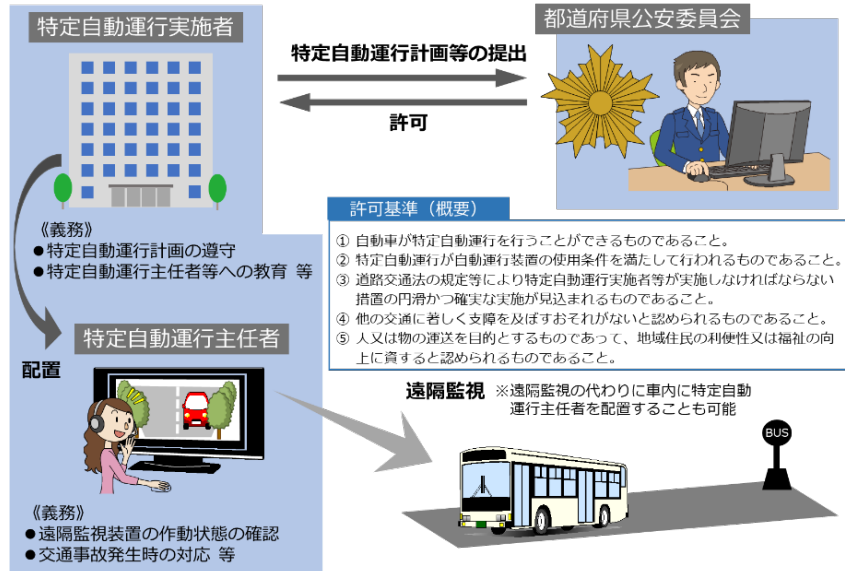 特定自動運行実施者
都道府県公安委員会
特定自動運行計画等の提出
許可
《義務》
●特定自動運行計画の遵守
●特定自動運行主任者等への教育 等
許可基準（概要）
① 自動車が特定自動運行を行うことができるものであること。
② 特定自動運行が自動運行装置の使用条件を満たして行われるものであること。
③ 道路交通法の規定等により特定自動運行実施者等が実施しなければならない
措置の円滑かつ確実な実施が見込まれるものであること。
④ 他の交通に著しく支障を及ぼすおそれがないと認められるものであること。
⑤ 人又は物の運送を目的とするものであって、地域住民の利便性又は福祉の向
上に資すると認められるものであること。
特定自動運行主任者
配置
遠隔監視 ※遠隔監視の代わりに車内に特定自動
運行主任者を配置することも可能
BUS
《義務》
●遠隔監視装置の作動状態の確認
●交通事故発生時の対応 等